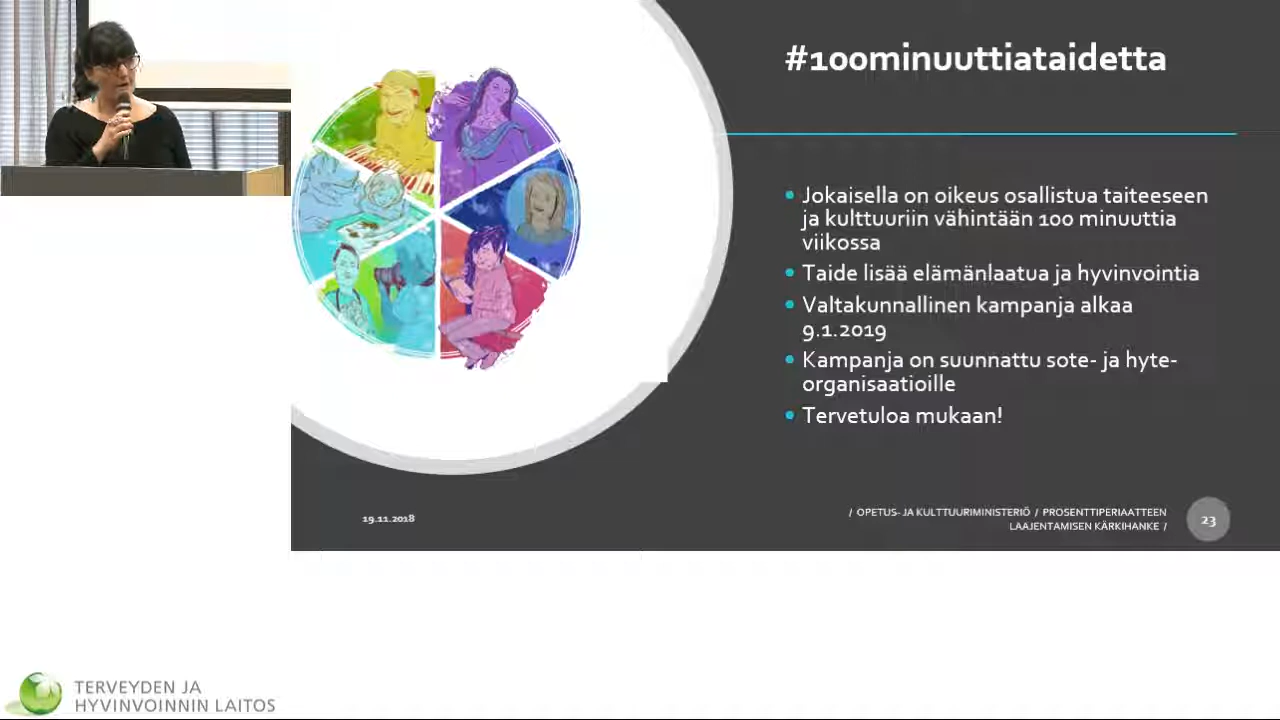 #100minuuttiataidetta
• Jokaisella on oikeus osallistua taiteeseen
ja kulttuuriin vähintään 100 minuuttia
viikossa
• Taide lisää elämänlaatua ja hyvinvointia
• Valtakunnallinen kampanja alkaa
9.1.2019
• Kampanja on suunnattu sote- ja hyte-
organisaatioille
• Tervetuloa mukaan!
19.11.2018
/ OPETUS- JA KULTTUURIMINISTERIÖ / PROSENTTIPERIAATTEEN
LAAJENTAMISEN KÄRKIHANKE /
23
TERVEYDEN JA
HYVINVOINNIN LAITOS